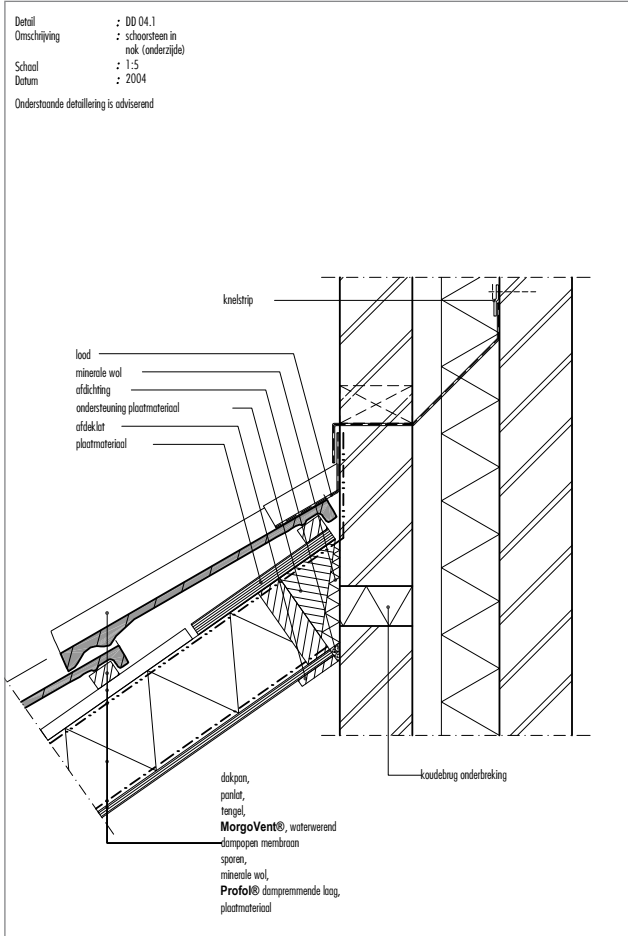 Detail : DD 04.1
Omschrijving : schoorsteen in
nok (onderzijde)
Schaal : 1:5
Datum : 2004
Onderstaande detaillering is adviserend
knelstrip
lood
minerale wol
afdichting
ondersteuning plaatmateriaal
afdeklat
plaatmateriaal
koudebrug onderbreking
dakpan,
panlat,
tengel,
MorgoVent®, waterwerend
dampopen membraan
sporen,
minerale wol,
Profol® dampremmende laag,
plaatmateriaal